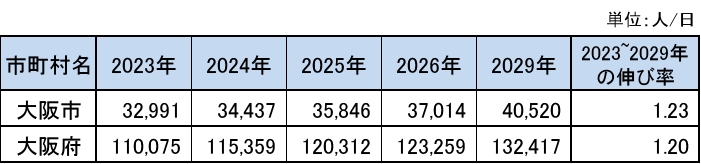 単位:人/日
市町村名 2023年 2024年 2025年 2026年 2029年 2023~2029年の伸び率
大阪市 32,991 34,437 35,846 37,014 40,520 1.23
大阪府 110,075 115,359 120,312 123,259 132,417 1.20